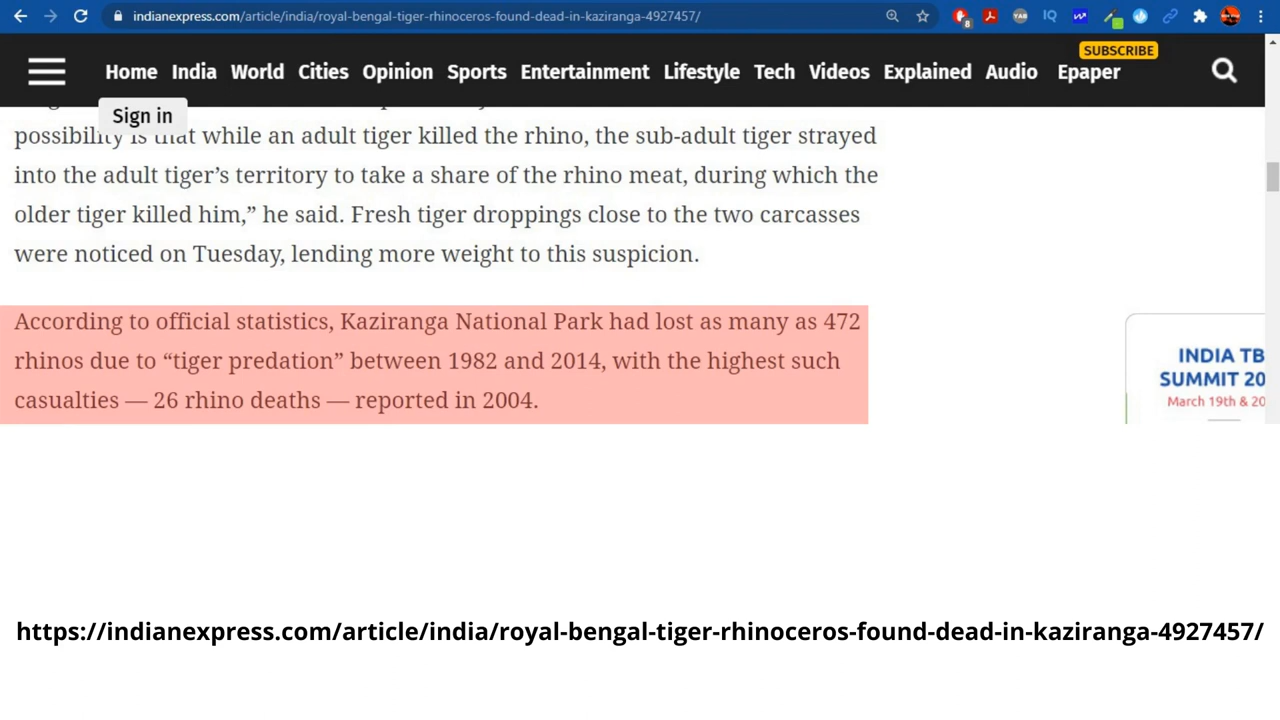 indianexpress.com/article/india/royal-bengal-tiger-rhinoceros-found-dead-in-kaziranga-4927457/
8
YAB
IQ
SUBSCRIBE
Home India World Cities Opinion Sports Entertainment Lifestyle Tech Videos Explained Audio Epaper
Sign in
possibility is that while an adult tiger killed the rhino, the sub-adult tiger strayed
into the adult tiger’s territory to take a share of the rhino meat, during which the
older tiger killed him,” he said. Fresh tiger droppings close to the two carcasses
were noticed on Tuesday, lending more weight to this suspicion.
According to official statistics, Kaziranga National Park had lost as many as 472
rhinos due to “tiger predation” between 1982 and 2014, with the highest such
casualties — 26 rhino deaths — reported in 2004.
INDIA TB
SUMMIT 20
March 19th & 20
https://indianexpress.com/article/india/royal-bengal-tiger-rhinoceros-found-dead-in-kaziranga-4927457/